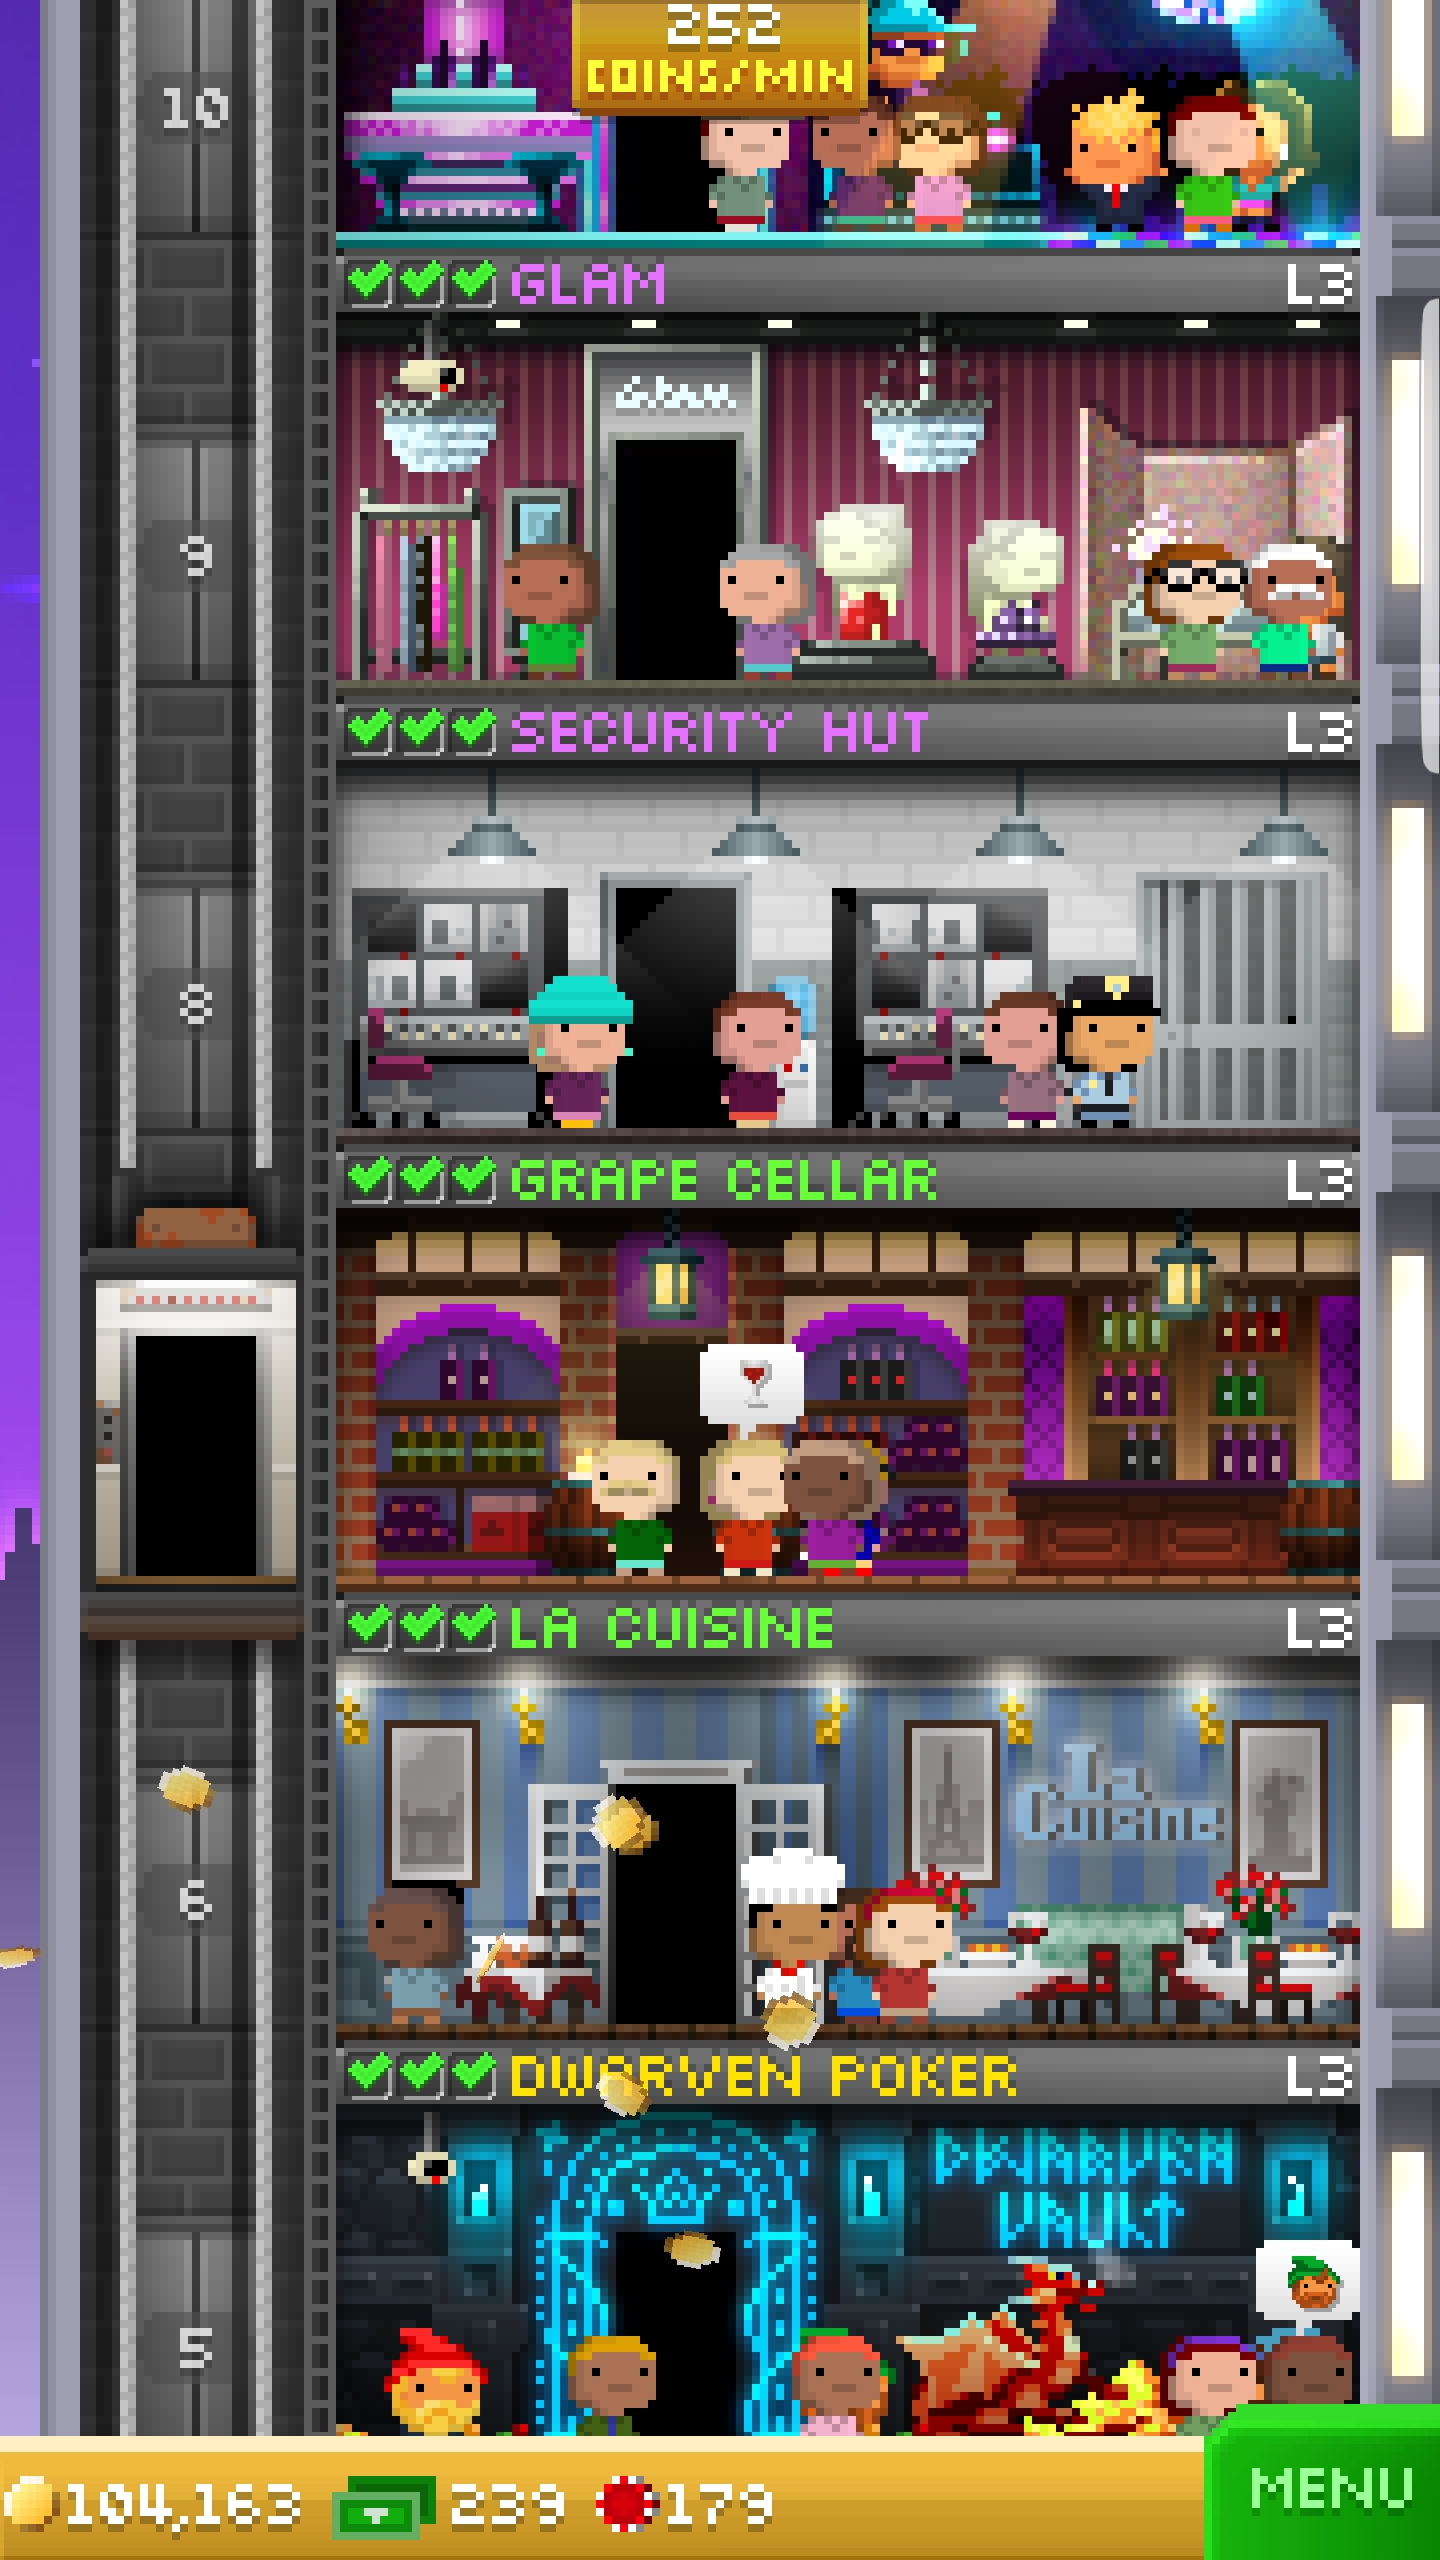 252
COINS/MIN
10
GLAM
L3
Glam
9
SECURITY HUT
L3
8
GRAPE CELLAR
L3
LA CUISINE
L3
La
Cuisine
6
DWARVEN POKER
L3
DWARVEN
VAULT
5
104,163
239
179
MENU